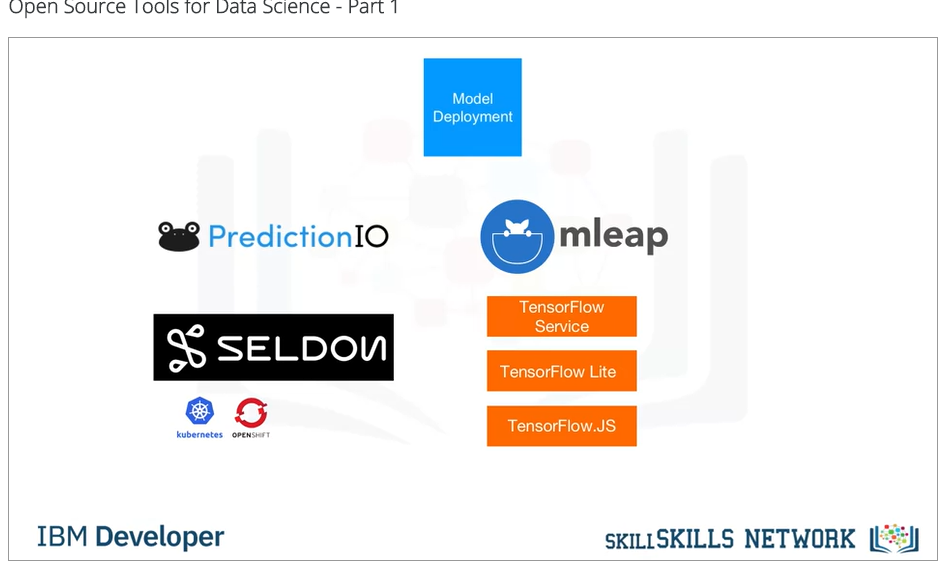 Open Source Tools for Data Science - Part 1
Model
Deployment
PredictionIO
mleap
SELDON
kubernetes
OPENSHIFT
TensorFlow
Service
TensorFlow Lite
TensorFlow.JS
IBM Developer
SKILLSKILLS NETWORK